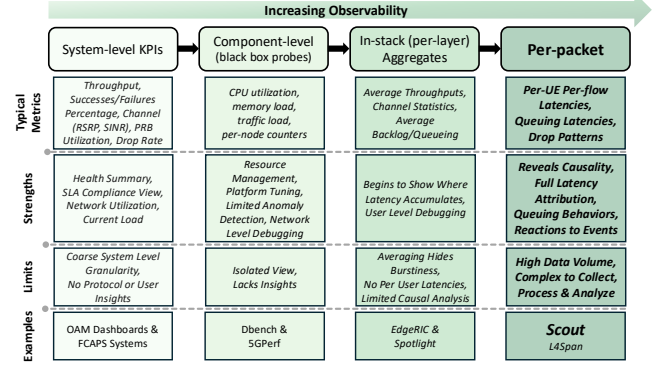 Increasing Observability
System-level KPIs
Component-level
(black box probes)
In-stack (per-layer)
Aggregates
Per-packet
Typical
Metrics
Throughput,
Successes/Failures
Percentage, Channel
(RSRP, SINR), PRB
Utilization, Drop Rate
CPU utilization,
memory load,
traffic load,
per-node counters
Average Throughputs,
Channel Statistics,
Average
Backlog/Queueing
Per-UE Per-flow
Latencies,
Queuing Latencies,
Drop Patterns
Strengths
Health Summary,
SLA Compliance View,
Network Utilization,
Current Load
Resource
Management,
Platform Tuning,
Limited Anomaly
Detection, Network
Level Debugging
Begins to Show Where
Latency Accumulates,
User Level Debugging
Reveals Causality,
Full Latency
Attribution,
Queuing Behaviors,
Reactions to Events
Limits
Coarse System Level
Granularity,
No Protocol or User
Insights
Isolated View,
Lacks Insights
Averaging Hides
Burstiness,
No Per User Latencies,
Limited Causal Analysis
High Data Volume,
Complex to Collect,
Process & Analyze
Examples
OAM Dashboards &
FCAPS Systems
Dbench &
5GPerf
EdgeRIC &
Spotlight
Scout
L4Span